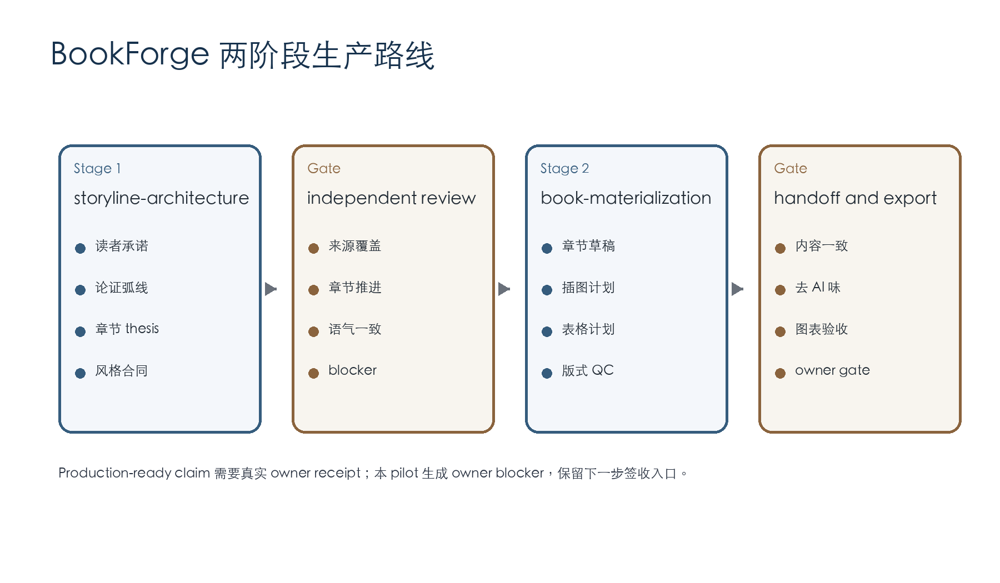 BookForge 两阶段生产路线
Stage 1
storyline-architecture
读者承诺
论证弧线
章节 thesis
风格合同
Gate
independent review
来源覆盖
章节推进
语气一致
blocker
Stage 2
book-materialization
章节草稿
插图计划
表格计划
版式 QC
Gate
handoff and export
内容一致
去 AI 味
图表验收
owner gate
Production-ready claim 需要真实 owner receipt；本 pilot 生成 owner blocker，保留下一步签收入口。